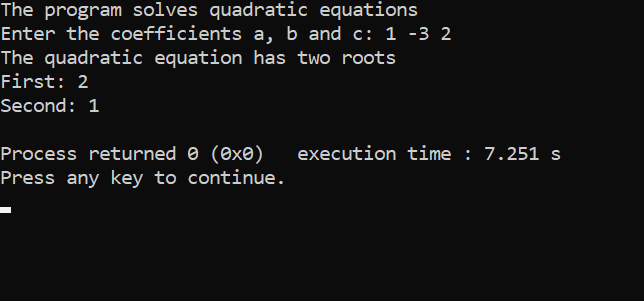 The program solves quadratic equations
Enter the coefficients a, b and c: 1 -3 2
The quadratic equation has two roots
First: 2
Second: 1
Process returned 0 (0x0)   execution time : 7.251 s
Press any key to continue.